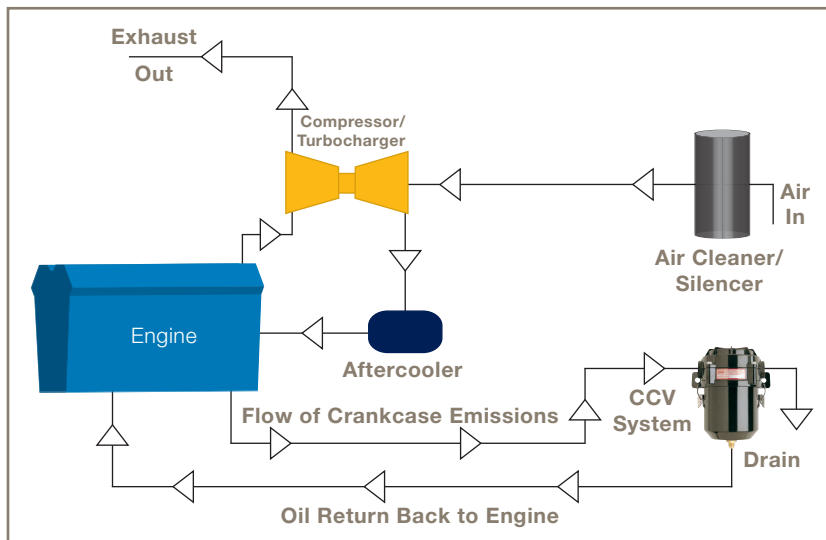 Exhaust
Out
Compressor/
Turbocharger
Air
In
Air Cleaner/
Silencer
Engine
Aftercooler
Flow of Crankcase Emissions
CCV
System
Drain
Oil Return Back to Engine